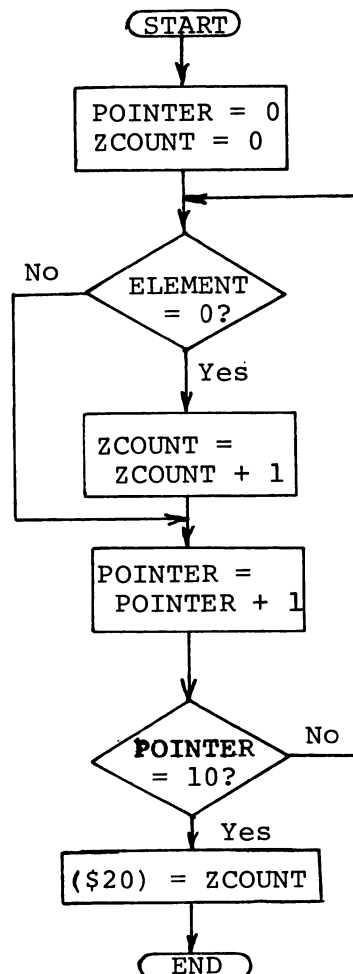 START
POINTER = 0
ZCOUNT = 0
No
ELEMENT
= 0?
Yes
ZCOUNT =
ZCOUNT + 1
POINTER =
POINTER + 1
POINTER
= 10?
No
Yes
($20) = ZCOUNT
END